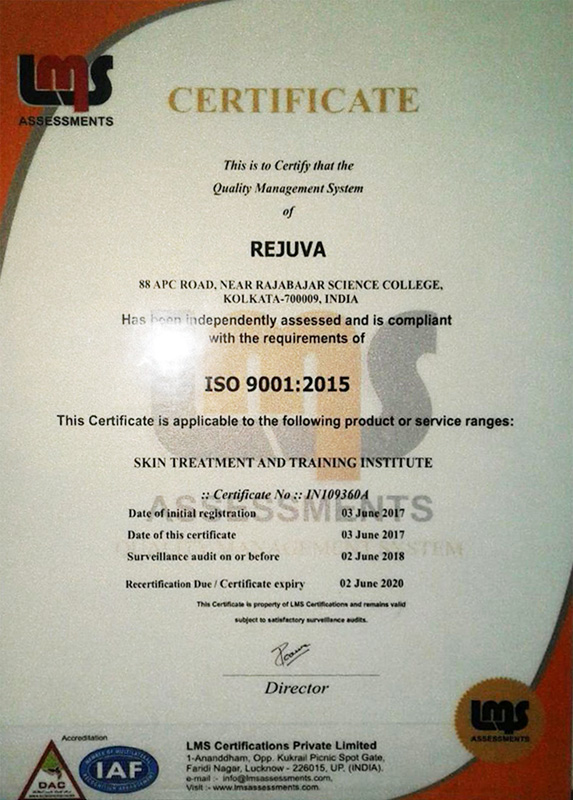 LMS
ASSESSMENTS
CERTIFICATE
This is to Certify that the
Quality Management System
of
REJUVA
88 APC ROAD, NEAR RAJABAJAR SCIENCE COLLEGE,
KOLKATA-700009, INDIA
Has been independently assessed and is compliant
with the requirements of
ISO 9001:2015
This Certificate is applicable to the following product or service ranges:
SKIN TREATMENT AND TRAINING INSTITUTE
:: Certificate No :: IN109360A
ASSESSMENTS
Date of initial registration 03 June 2017
Date of this certificate 03 June 2017
Surveillance audit on or before 02 June 2018
Recertification Due / Certificate expiry 02 June 2020
This Certificate is property of LMS Certifications and remains valid
subject to satisfactory surveillance audits.
Director
LMS
ASSESSMENTS
Accreditation
DAC
IAF
LMS Certifications Private Limited
1-Ananddham, Opp. Kukrail Picnic Spot Gate,
Faridi Nagar, Lucknow - 226015, UP, (INDIA).
e-mail :- info@lmsassessments.com,
Visit :- www.lmsassessments.com.